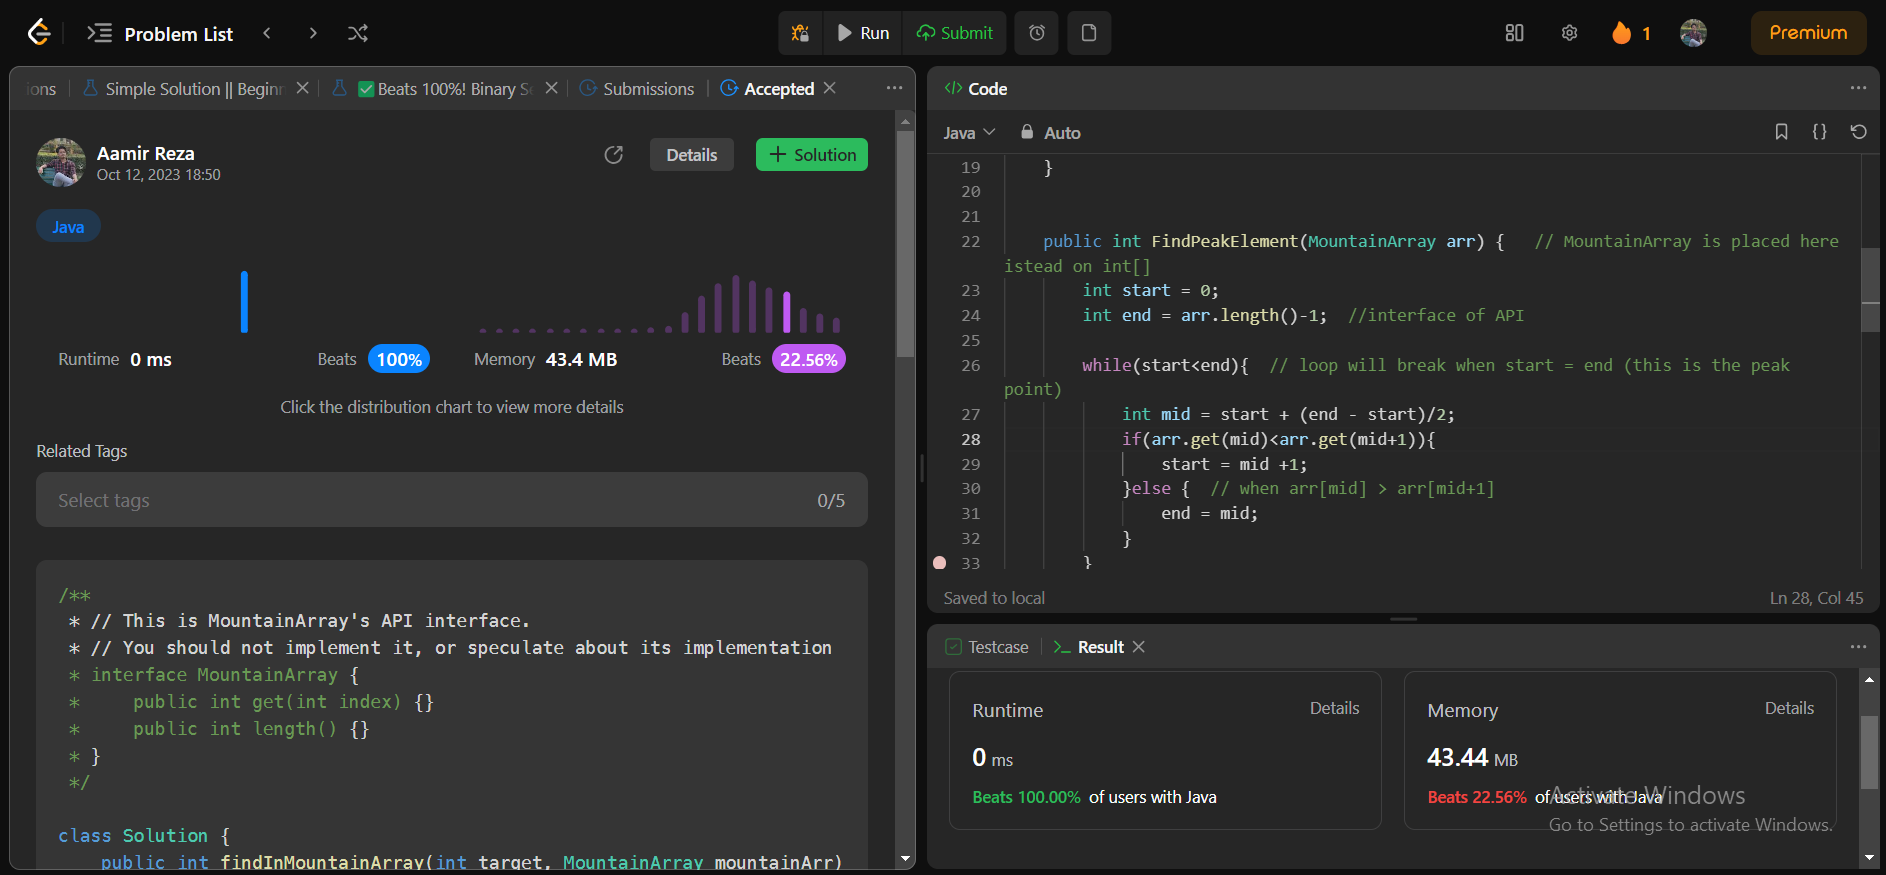 Problem List
Run
Submit
1
Premium
ions
Simple Solution || Beginn
Beats 100%! Binary Se
Submissions
Accepted
Aamir Reza
Oct 12, 2023 18:50
Details
Solution
Java
Runtime 0 ms
Beats 100%
Memory 43.4 MB
Beats 22.56%
Click the distribution chart to view more details
Related Tags
Select tags
0/5
/**
* // This is MountainArray's API interface.
* // You should not implement it, or speculate about its implementation
* interface MountainArray {
*     public int get(int index) {}
*     public int length() {}
* }
*/
class Solution {
public int findInMountainArray(int target, MountainArray mountainArr)
</> Code
Java
Auto
{}
19 }
20
21
22 public int FindPeakElement(MountainArray arr) {   // MountainArray is placed here
istead on int[]
23 int start = 0;
24 int end = arr.length()-1;  //interface of API
25
26 while(start<end){  // loop will break when start = end (this is the peak
point)
27 int mid = start + (end - start)/2;
28 if(arr.get(mid)<arr.get(mid+1)){
29 start = mid +1;
30 }else {  // when arr[mid] > arr[mid+1]
31 end = mid;
32 }
33 }
Saved to local
Ln 28, Col 45
Testcase
Result
Runtime
Details
0 ms
Beats 100.00% of users with Java
Memory
Details
43.44 MB
Beats 22.56% of users with Java
Activate Windows
Go to Settings to activate Windows.